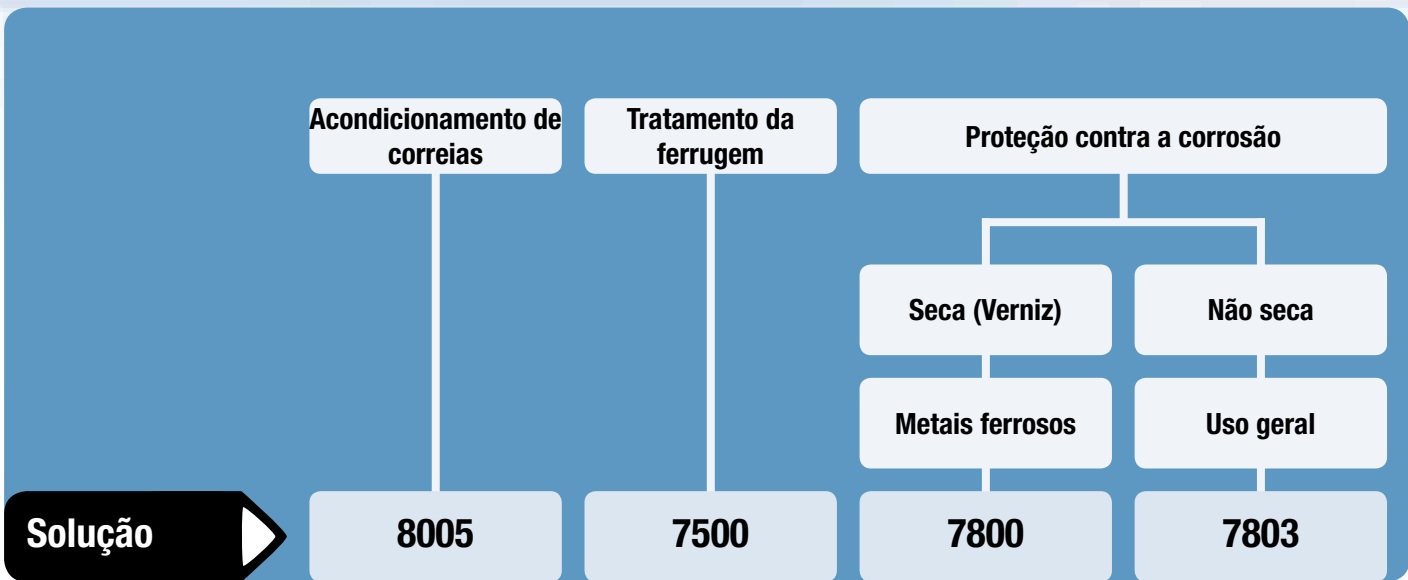 Acondicionamento de
correias
Tratamento da
ferrugem
Proteção contra a corrosão
Seca (Verniz)
Não seca
Metais ferrosos
Uso geral
Solução
8005
7500
7800
7803